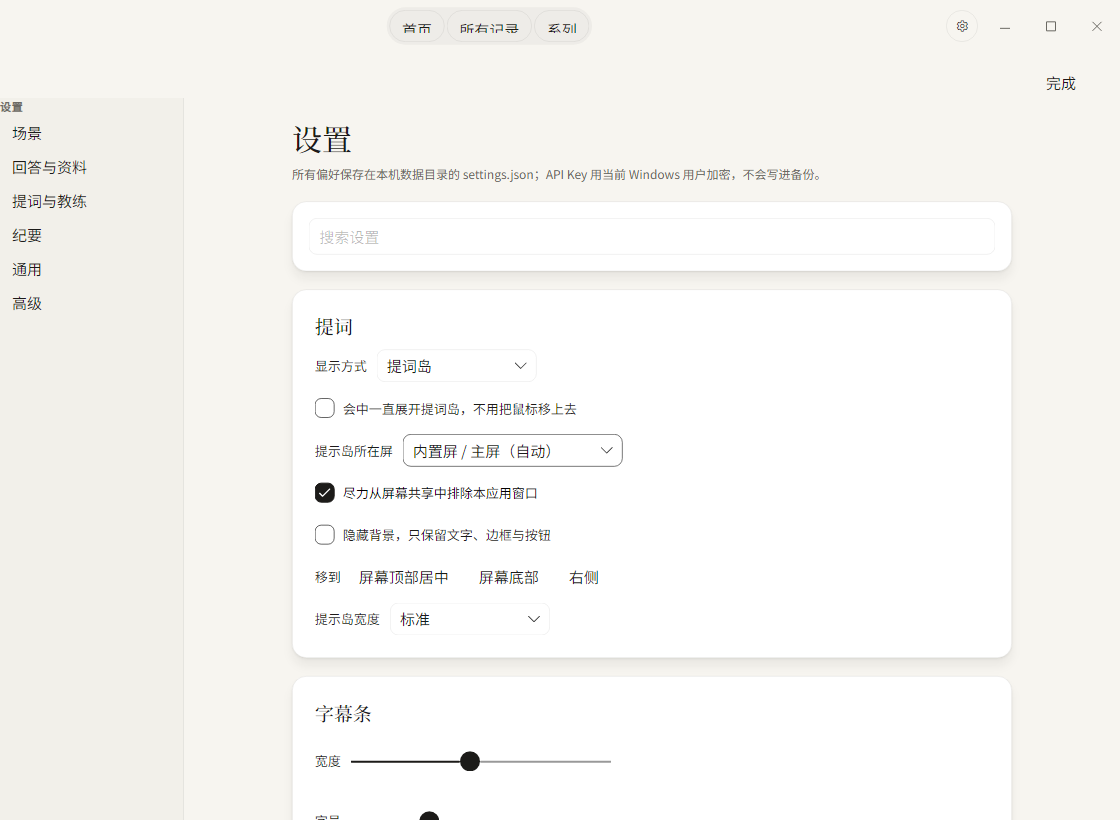 首页 所有记录 系列
完成
设置
场景
回答与资料
提词与教练
纪要
通用
高级
设置
所有偏好保存在本机数据目录的 settings.json；API Key 用当前 Windows 用户加密，不会写进备份。
搜索设置
提词
显示方式 提词岛
会中一直展开提词岛，不用把鼠标移上去
提示岛所在屏 内置屏 / 主屏（自动）
尽力从屏幕共享中排除本应用窗口
隐藏背景，只保留文字、边框与按钮
移到 屏幕顶部居中 屏幕底部 右侧
提示岛宽度 标准
字幕条
宽度